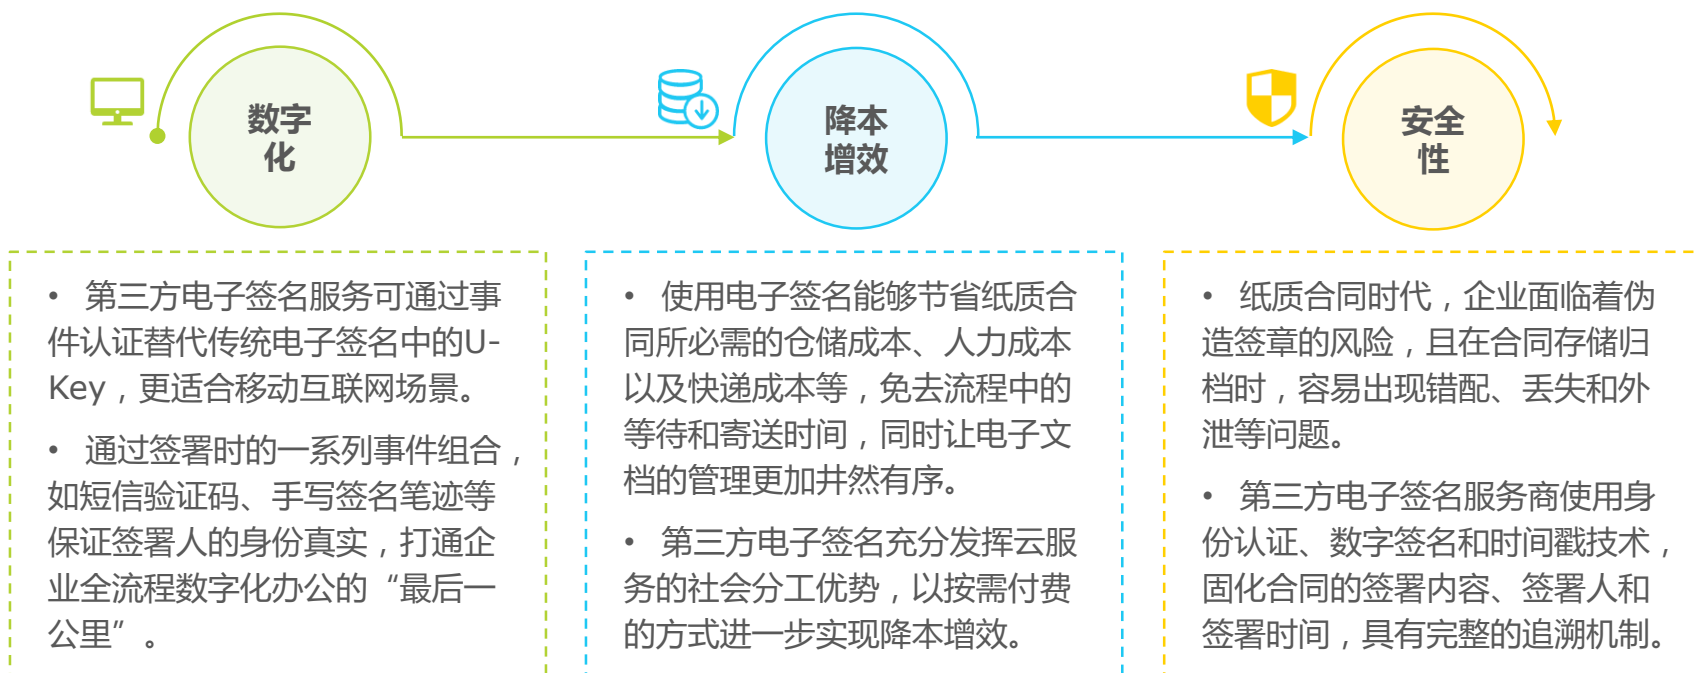 数字
化
降本
增效
安全
性
• 第三方电子签名服务可通过事
件认证替代传统电子签名中的U-
Key，更适合移动互联网场景。
• 通过签署时的一系列事件组合，
如短信验证码、手写签名笔迹等
保证签署人的身份真实，打通企
业全流程数字化办公的“最后一
公里”。
• 使用电子签名能够节省纸质合
同所必需的仓储成本、人力成本
以及快递成本等，免去流程中的
等待和寄送时间，同时让电子文
档的管理更加井然有序。
• 第三方电子签名充分发挥云服
务的社会分工优势，以按需付费
的方式进一步实现降本增效。
• 纸质合同时代，企业面临着伪
造签章的风险，且在合同存储归
档时，容易出现错配、丢失和外
泄等问题。
• 第三方电子签名服务商使用身
份认证、数字签名和时间戳技术，
固化合同的签署内容、签署人和
签署时间，具有完整的追溯机制。